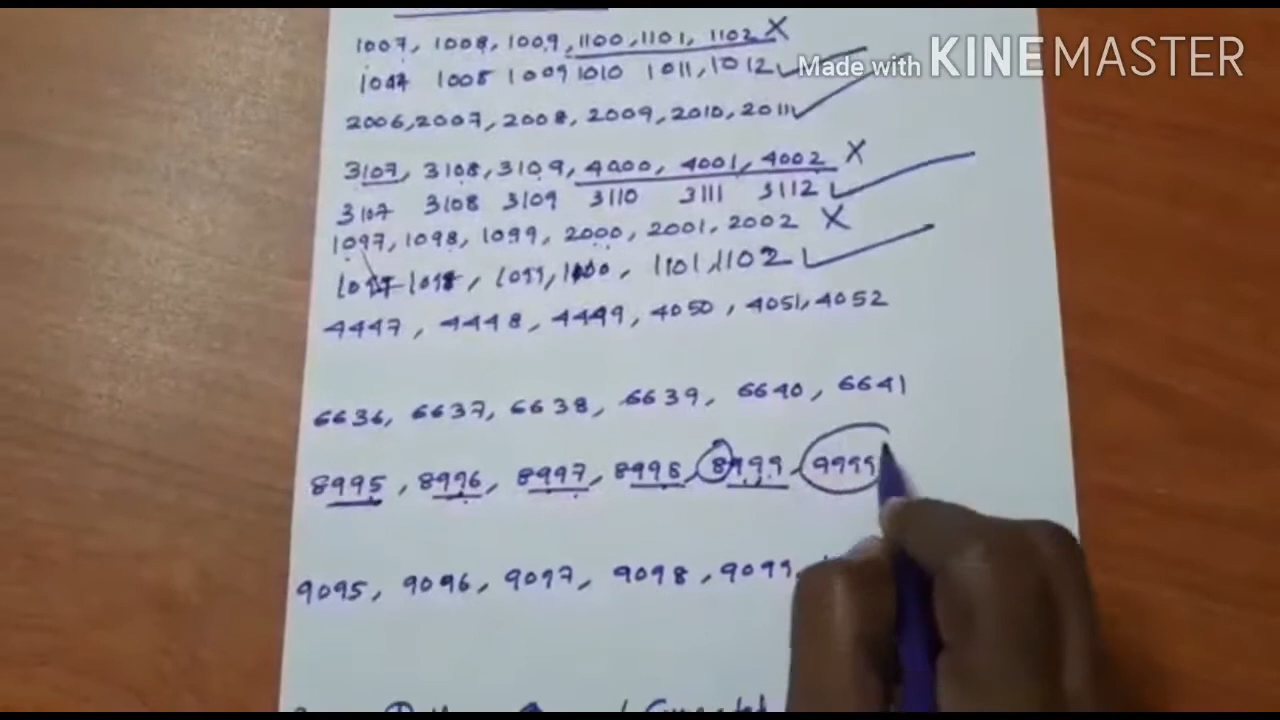 1007, 1008, 1009, 1100, 1101, 1102 X
1007 1008 1009 1010 1011, 1012 ✓
Made with KINEMASTER
2006, 2007, 2008, 2009, 2010, 2011 ✓
3107, 3108, 3109, 4000, 4001, 4002 X
3107 3108 3109 3110 3111 3112 ✓
1097, 1098, 1099, 2000, 2001, 2002 X
1097 1098, 1099, 1100, 1101, 1102 ✓
4447, 4448, 4449, 4050, 4051, 4052
6636, 6637, 6638, 6639, 6640, 6641
8995, 8996, 8997, 8998, 8999, 9999
9095, 9096, 9097, 9098, 9099,